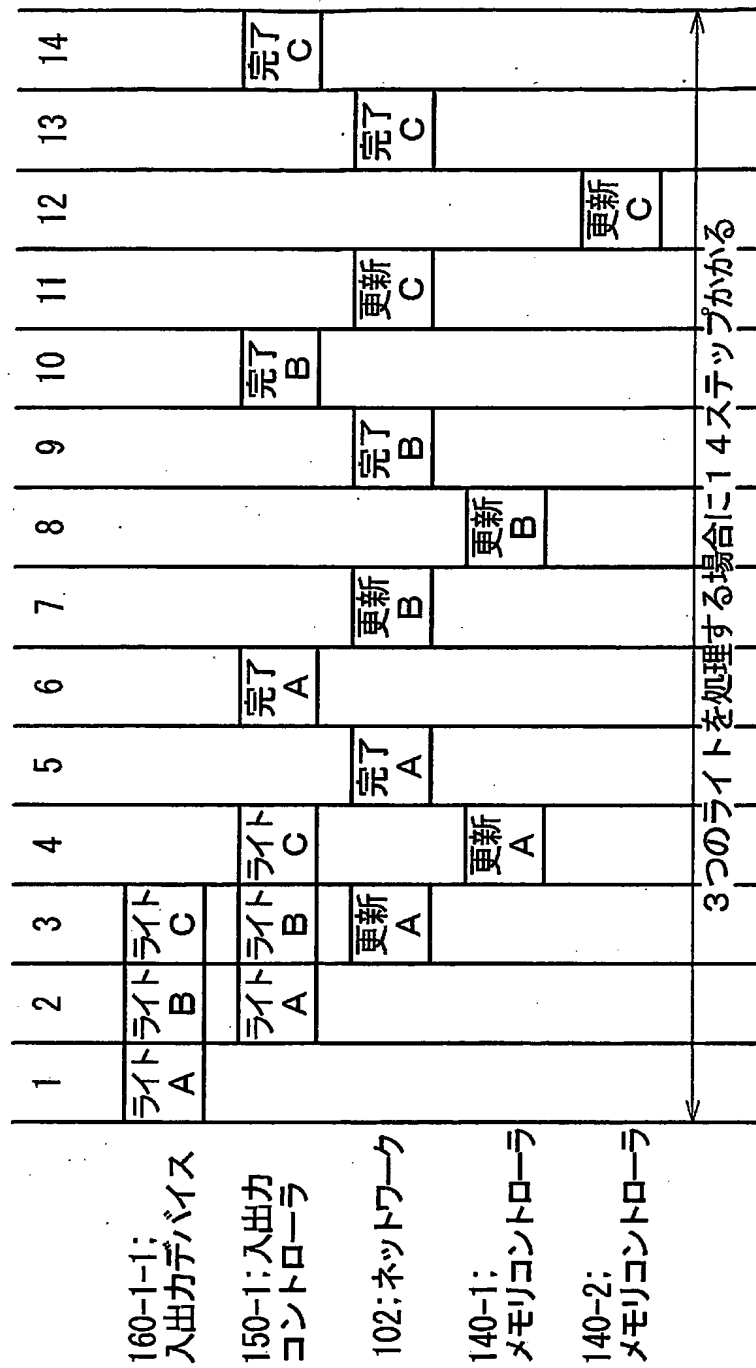 1 2 3 4 5 6 7 8 9 10 11 12 13 14
160-1-1;
入出力デバイス
ライト ライト ライト
A B C
150-1;入出力
コントローラ
ライト ライト ライト 完了 完了 完了
A B C A B C
102;ネットワーク
更新 完了 更新 完了 更新 完了
A A B B C C
140-1;
メモリコントローラ
更新 更新
A B
140-2;
メモリコントローラ
更新
C
3つのライトを処理する場合に14ステップかかる